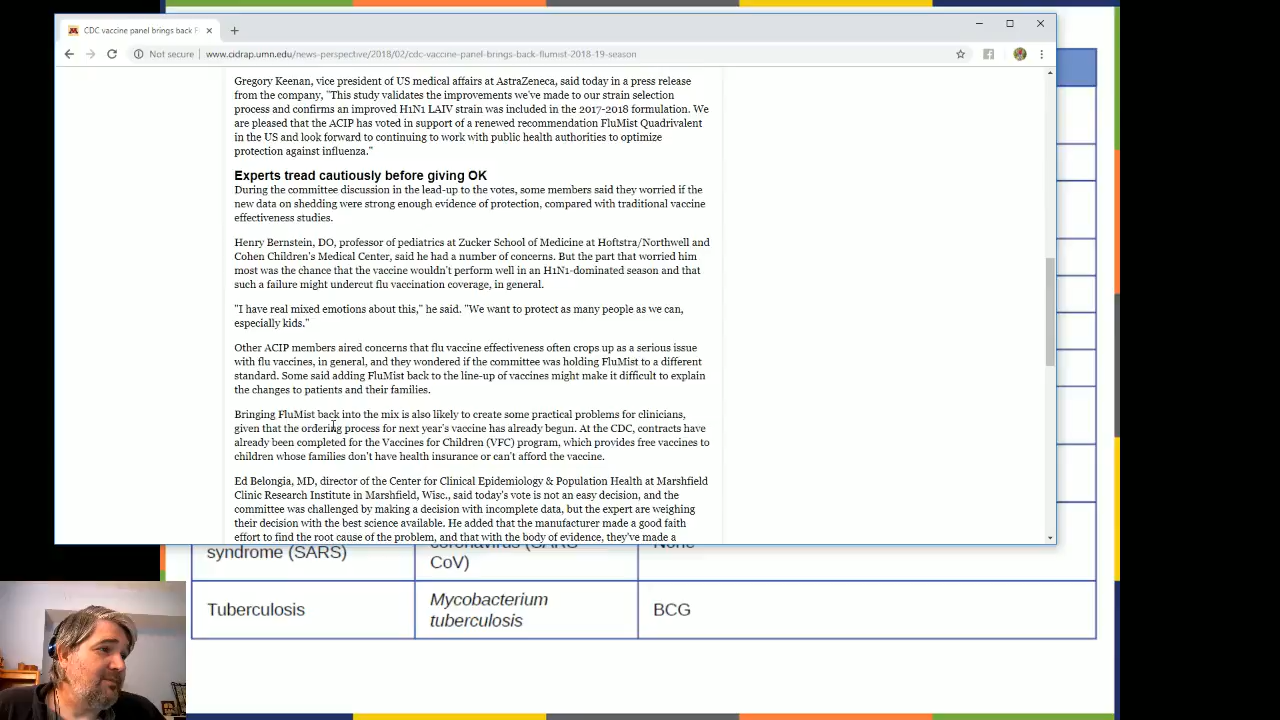 CDC vaccine panel brings back F
Not secure
www.cidrap.umn.edu/news-perspective/2018/02/cdc-vaccine-panel-brings-back-flumist-2018-19-season
Gregory Keenan, vice president of US medical affairs at AstraZeneca, said today in a press release
from the company, "This study validates the improvements we've made to our strain selection
process and confirms an improved H1N1 LAIV strain was included in the 2017-2018 formulation. We
are pleased that the ACIP has voted in support of a renewed recommendation FluMist Quadrivalent
in the US and look forward to continuing to work with public health authorities to optimize
protection against influenza."
Experts tread cautiously before giving OK
During the committee discussion in the lead-up to the votes, some members said they worried if the
new data on shedding were strong enough evidence of protection, compared with traditional vaccine
effectiveness studies.
Henry Bernstein, DO, professor of pediatrics at Zucker School of Medicine at Hoftstra/Northwell and
Cohen Children's Medical Center, said he had a number of concerns. But the part that worried him
most was the chance that the vaccine wouldn't perform well in an H1N1-dominated season and that
such a failure might undercut flu vaccination coverage, in general.
"I have real mixed emotions about this," he said. "We want to protect as many people as we can,
especially kids."
Other ACIP members aired concerns that flu vaccine effectiveness often crops up as a serious issue
with flu vaccines, in general, and they wondered if the committee was holding FluMist to a different
standard. Some said adding FluMist back to the line-up of vaccines might make it difficult to explain
the changes to patients and their families.
Bringing FluMist back into the mix is also likely to create some practical problems for clinicians,
given that the ordering process for next year's vaccine has already begun. At the CDC, contracts have
already been completed for the Vaccines for Children (VFC) program, which provides free vaccines to
children whose families don't have health insurance or can't afford the vaccine.
Ed Belongia, MD, director of the Center for Clinical Epidemiology & Population Health at Marshfield
Clinic Research Institute in Marshfield, Wisc., said today's vote is not an easy decision, and the
committee was challenged by making a decision with incomplete data, but the expert are weighing
their decision with the best science available. He added that the manufacturer made a good faith
effort to find the root cause of the problem, and that with the body of evidence, they've made a
syndrome (SARS)
coronavirus (SARS
CoV)
None
Tuberculosis
Mycobacterium
tuberculosis
BCG